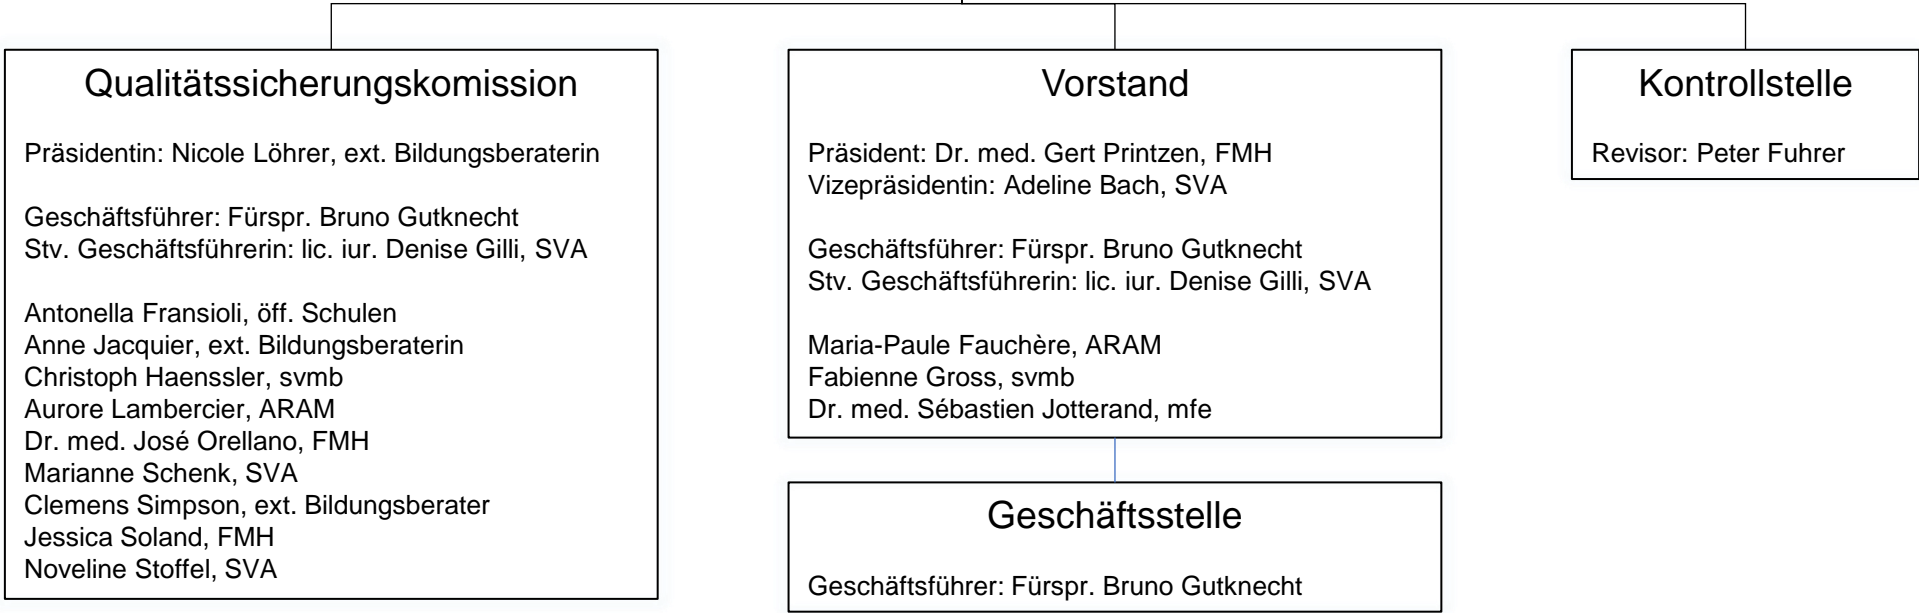 Qualitätssicherungskomission
Präsidentin: Nicole Löhrer, ext. Bildungsberaterin
Geschäftsführer: Fürspr. Bruno Gutknecht
Stv. Geschäftsführerin: lic. iur. Denise Gilli, SVA
Antonella Fransioli, öff. Schulen
Anne Jacquier, ext. Bildungsberaterin
Christoph Haenssler, svmb
Aurore Lambercier, ARAM
Dr. med. José Orellano, FMH
Marianne Schenk, SVA
Clemens Simpson, ext. Bildungsberater
Jessica Soland, FMH
Noveline Stoffel, SVA
Vorstand
Präsident: Dr. med. Gert Printzen, FMH
Vizepräsidentin: Adeline Bach, SVA
Geschäftsführer: Fürspr. Bruno Gutknecht
Stv. Geschäftsführerin: lic. iur. Denise Gilli, SVA
Maria-Paule Fauchère, ARAM
Fabienne Gross, svmb
Dr. med. Sébastien Jotterand, mfe
Geschäftsstelle
Geschäftsführer: Fürspr. Bruno Gutknecht
Kontrollstelle
Revisor: Peter Fuhrer